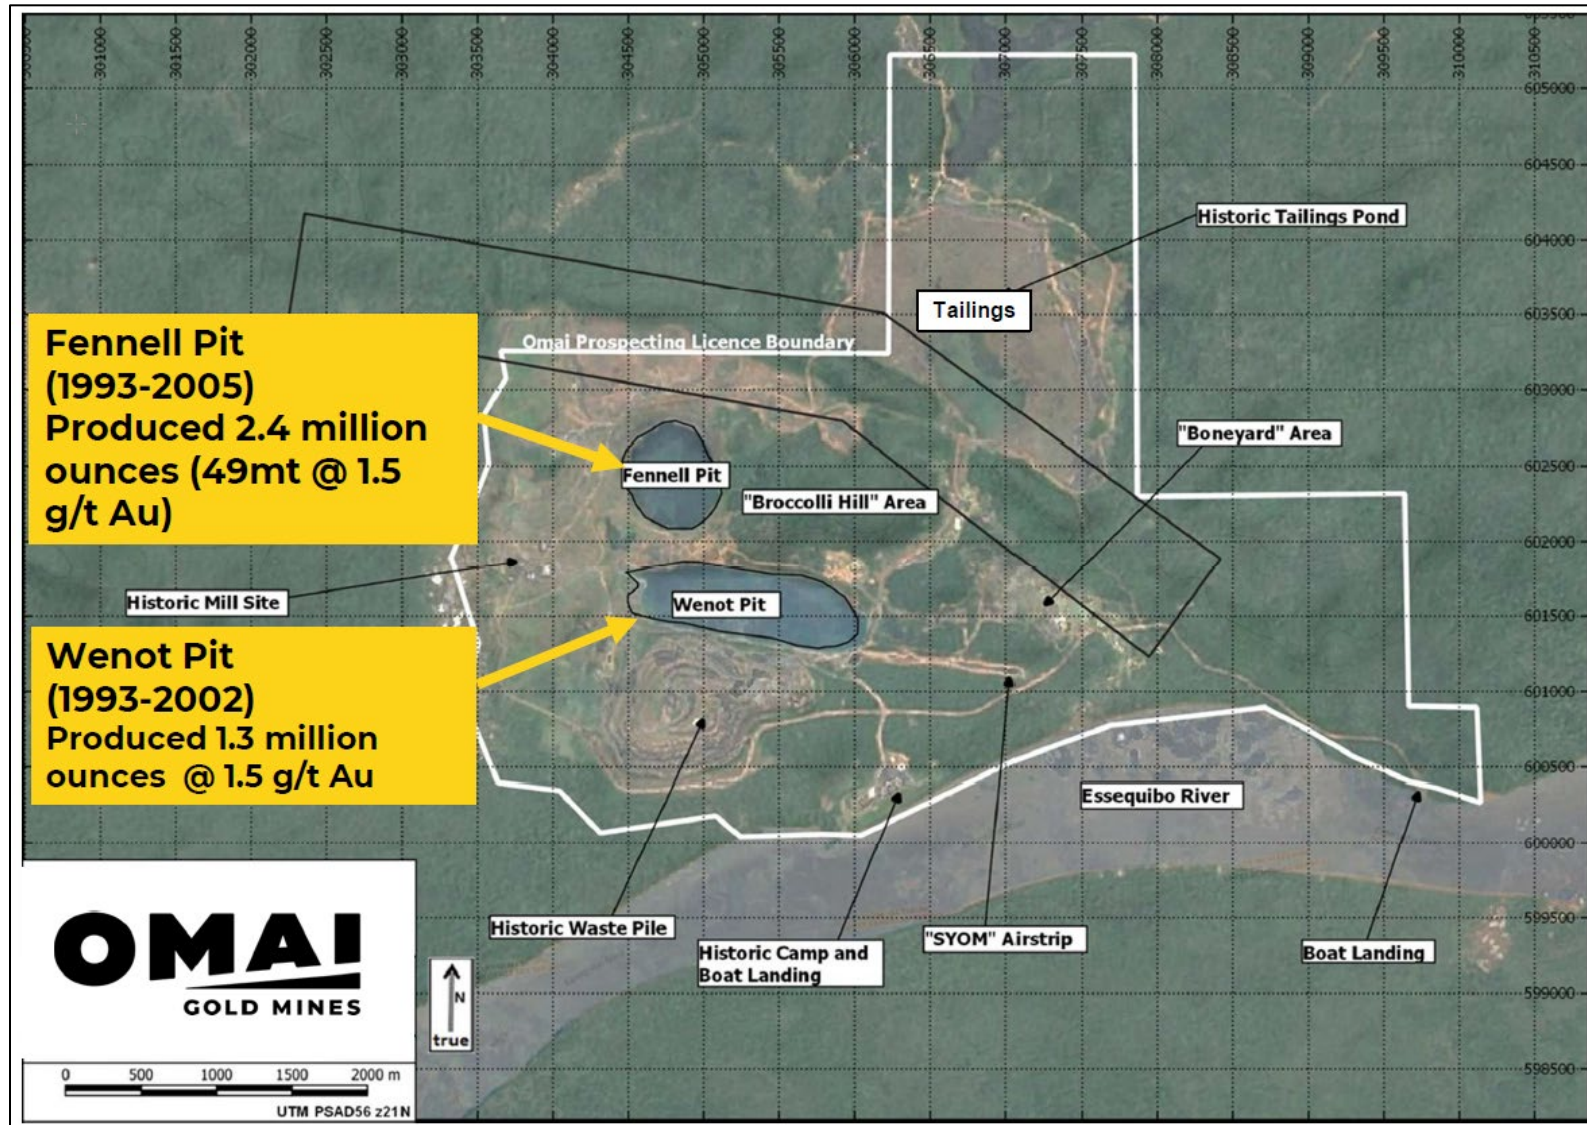 301000
301500
302000
302500
303000
303500
304000
304500
305000
305500
306000
306500
307000
307500
308000
308500
309000
309500
310000
310500
605000
604500
604000
603500
603000
602500
602000
601500
601000
600500
600000
599500
599000
598500
Historic Tailings Pond
Tailings
Omai Prospecting Licence Boundary
Fennell Pit
(1993-2005)
Produced 2.4 million
ounces (49mt @ 1.5
g/t Au)
"Boneyard" Area
Fennell Pit
"Broccolli Hill" Area
Historic Mill Site
Wenot Pit
Wenot Pit
(1993-2002)
Produced 1.3 million
ounces @ 1.5 g/t Au
Essequibo River
Historic Waste Pile
Historic Camp and
Boat Landing
"SYOM" Airstrip
Boat Landing
OMAI
GOLD MINES
N
true
0 500 1000 1500 2000 m
UTM PSAD56 z21N